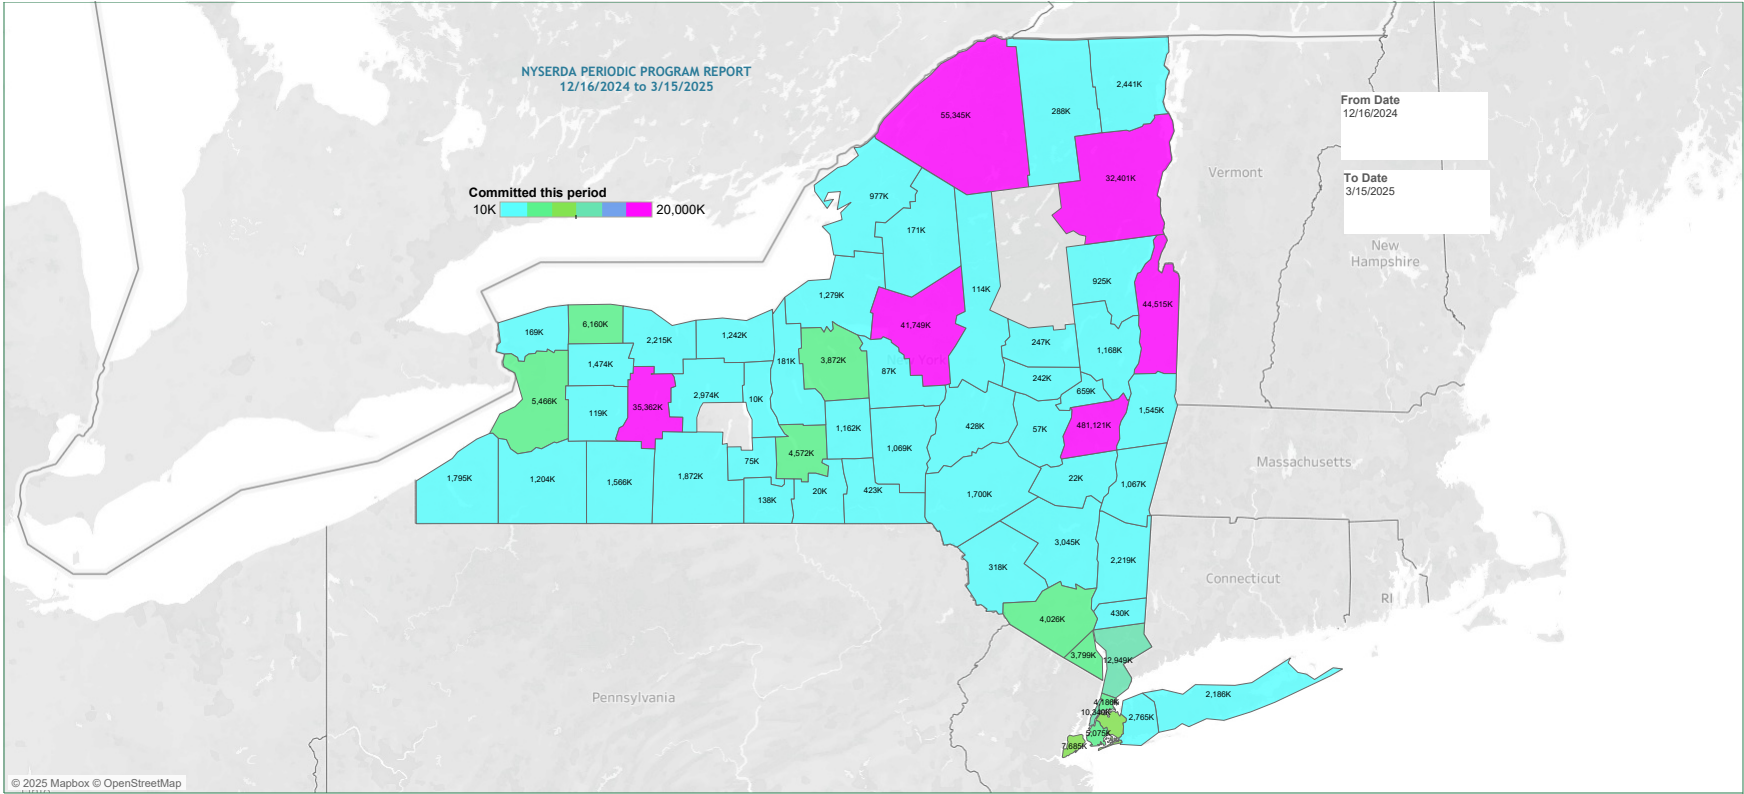 NYSERDA PERIODIC PROGRAM REPORT
12/16/2024 to 3/15/2025
From Date
12/16/2024
To Date
3/15/2025
Committed this period
10K 20,000K
2,441K
288K
55,345K
32,401K
Vermont
977K
171K
New
Hampshire
925K
114K
1,279K
44,515K
41,749K
6,160K
169K
2,215K
1,242K
181K
3,872K
247K
1,168K
1,474K
87K
242K
659K
2,974K
10K
5,466K
119K
35,362K
1,545K
481,121K
428K
57K
1,162K
1,069K
4,572K
75K
Massachusetts
1,795K
1,204K
1,566K
1,872K
22K
1,067K
138K
20K
423K
1,700K
3,045K
2,219K
318K
Connecticut
RI
430K
4,026K
3,799K
12,949K
Pennsylvania
2,186K
4,186K
10,340K
2,765K
5,075K
7,685K
© 2025 Mapbox © OpenStreetMap